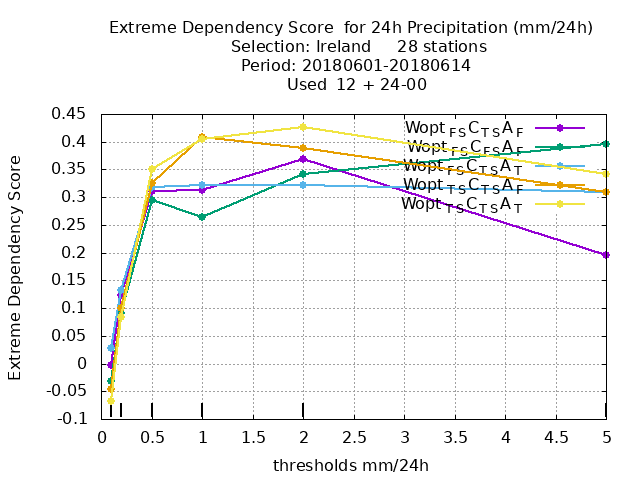 Extreme Dependency Score for 24h Precipitation (mm/24h)
Selection: Ireland 28 stations
Period: 20180601-20180614
Used 12 + 24-00
Extreme Dependency Score
0.45
0.4
0.35
0.3
0.25
0.2
0.15
0.1
0.05
0
-0.05
-0.1
Wopt FS C TS A F
Wopt FS C FS A F
Wopt FS C TS A T
Wopt TS C TS A F
Wopt TS C TS A T
0 0.5 1 1.5 2 2.5 3 3.5 4 4.5 5
thresholds mm/24h